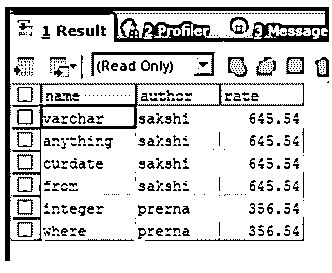 1 Result 2 Profiler 3 Message
(Read Only)
name author rate
varchar sakshi 645.54
anything sakshi 645.54
curdate sakshi 645.54
from sakshi 645.54
integer prerna 356.54
where prerna 356.54